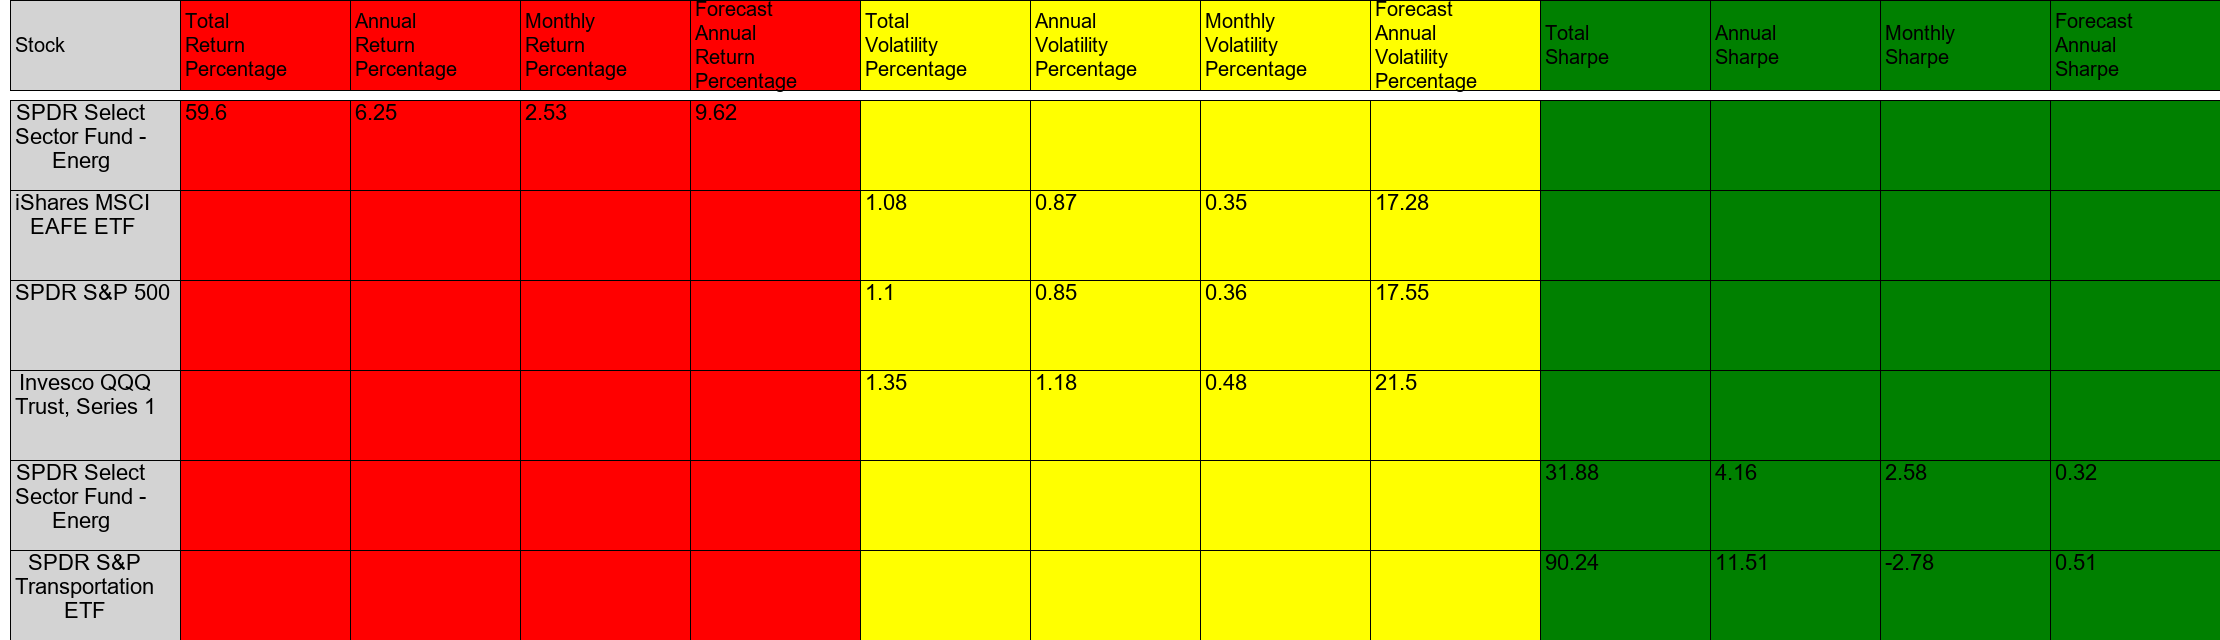 Stock
Total
Return
Percentage
Annual
Return
Percentage
Monthly
Return
Percentage
Forecast
Annual
Return
Percentage
Total
Volatility
Percentage
Annual
Volatility
Percentage
Monthly
Volatility
Percentage
Forecast
Annual
Volatility
Percentage
Total
Sharpe
Annual
Sharpe
Monthly
Sharpe
Forecast
Annual
Sharpe
SPDR Select
Sector Fund -
Energ
59.6
6.25
2.53
9.62
iShares MSCI
EAFE ETF
1.08
0.87
0.35
17.28
SPDR S&P 500
1.1
0.85
0.36
17.55
Invesco QQQ
Trust, Series 1
1.35
1.18
0.48
21.5
SPDR Select
Sector Fund -
Energ
31.88
4.16
2.58
0.32
SPDR S&P
Transportation
ETF
90.24
11.51
-2.78
0.51